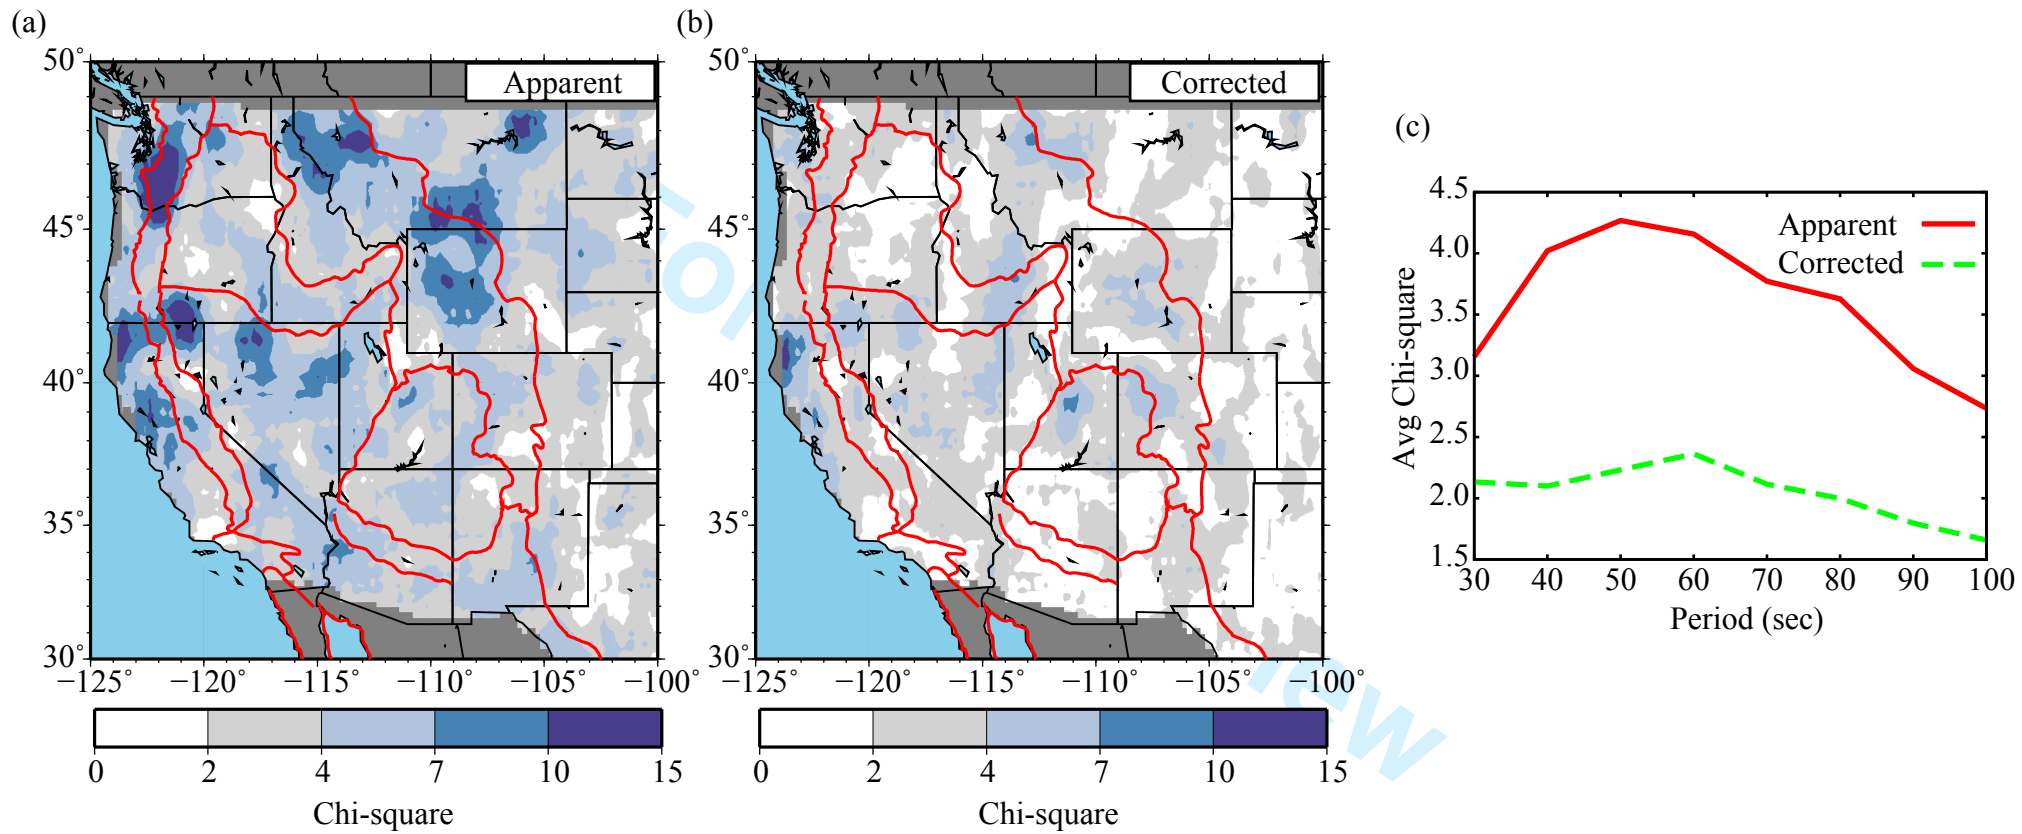 (a)
(b)
(c)
Apparent
Corrected
50° 45° 40° 35° 30°
−125° −120° −115° −110° −105° −100°
50° 45° 40° 35° 30°
−125° −120° −115° −110° −105° −100°
0 2 4 7 10 15
Chi-square
0 2 4 7 10 15
Chi-square
Avg Chi-square
4.5
4.0
3.5
3.0
2.5
2.0
1.5
Apparent
Corrected
30 40 50 60 70 80 90 100
Period (sec)